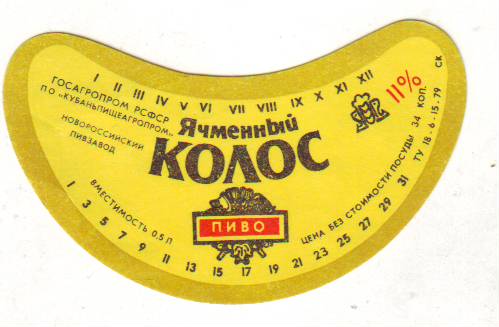 I II III IV V VI VII VIII IX X XI XII
ГОСАГРОПРОМ РСФСР
ПО «КУБАНЬПИЩЕАГРОПРОМ»
НОВОРОССИЙСКИЙ
ПИВЗАВОД
Ячменный
КОЛОС
11%
ПИВО
ВМЕСТИМОСТЬ 0,5 Л
ЦЕНА БЕЗ СТОИМОСТИ ПОСУДЫ 34 КОП.
ТУ 18-6-15-79 СК
1 3 5 7 9 11 13 15 17 19 21 23 25 27 29 31